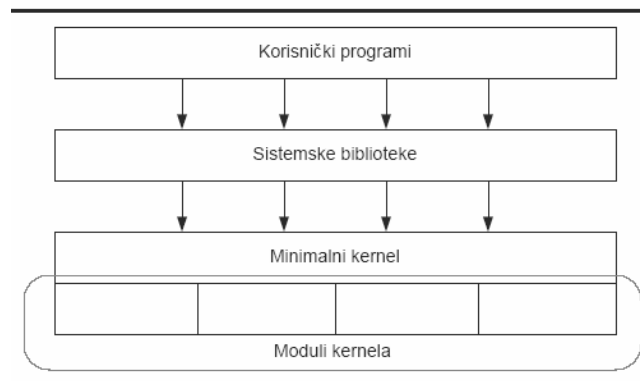 Korisnički programi
Sistemske biblioteke
Minimalni kernel
Moduli kernela